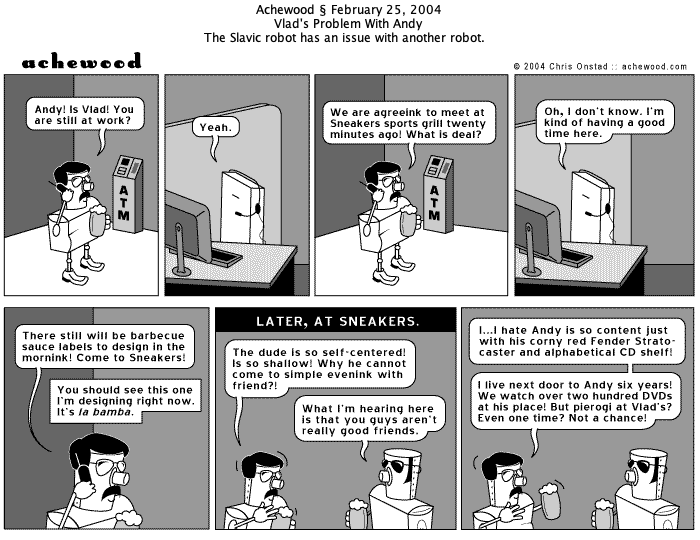 Achewood § February 25, 2004
Vlad's Problem With Andy
The Slavic robot has an issue with another robot.
achewood
© 2004 Chris Onstad :: achewood.com
Andy! Is Vlad! You
are still at work?
ATM
Yeah.
We are agreeink to meet at
Sneakers sports grill twenty
minutes ago! What is deal?
ATM
Oh, I don't know. I'm
kind of having a good
time here.
There still will be barbecue
sauce labels to design in the
mornink! Come to Sneakers!
You should see this one
I'm designing right now.
It's la bamba.
LATER, AT SNEAKERS.
The dude is so self-centered!
Is so shallow! Why he cannot
come to simple evenink with
friend?!
What I'm hearing here
is that you guys aren't
really good friends.
I...I hate Andy is so content just
with his corny red Fender Strato-
caster and alphabetical CD shelf!
I live next door to Andy six years!
We watch over two hundred DVDs
at his place! But pierogi at Vlad's?
Even one time? Not a chance!